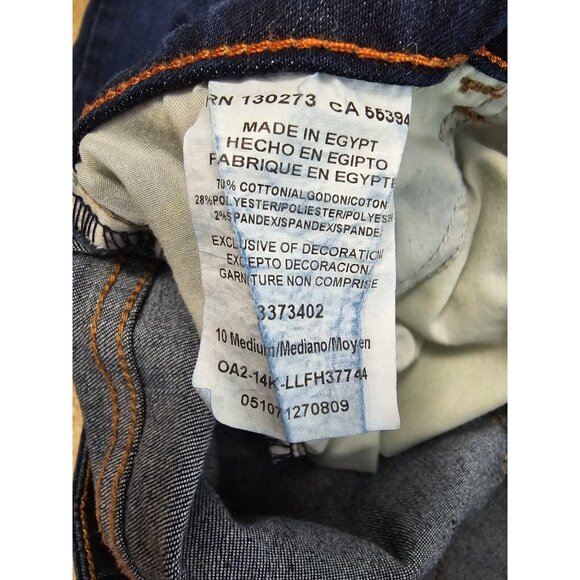 RN 130273 CA 55394
MADE IN EGYPT
HECHO EN EGIPTO
FABRIQUE EN EGYPTE
70% COTTON/ALGODON/COTON
28%POLYESTER/POLIESTER/POLYES
2%SPANDEX/SPANDEX/SPANDE
EXCLUSIVE OF DECORATION
EXCEPTO DECORACION/
GARNITURE NON COMPRISE
3373402
10 Medium/Mediano/Moyen
OA2-14K-LLFH37744
051071270809